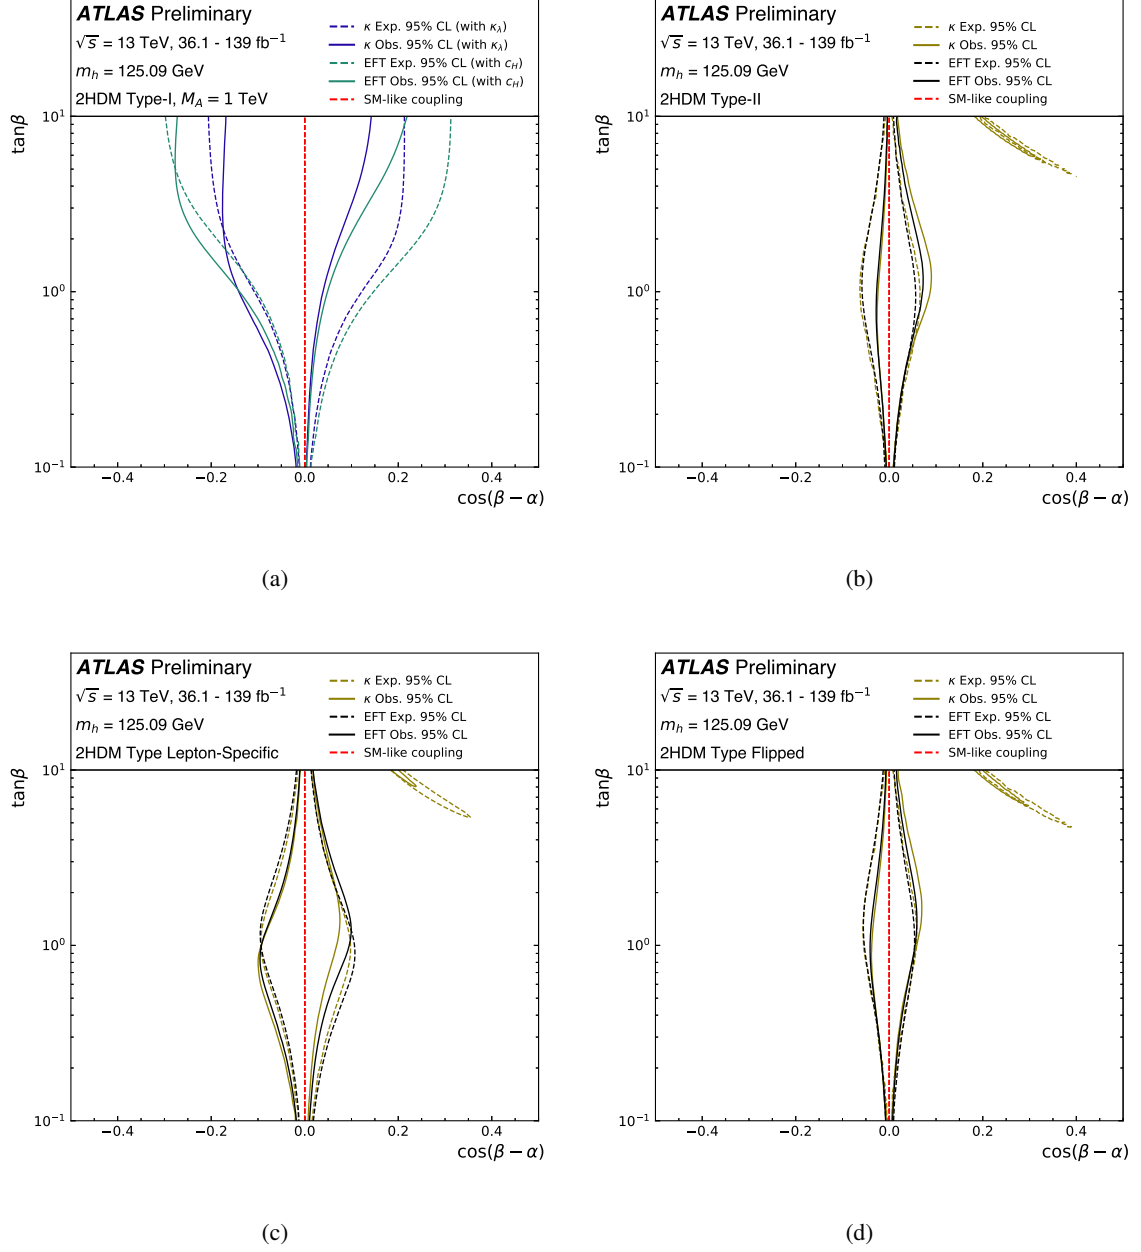 ATLAS Preliminary
√s = 13 TeV, 36.1 - 139 fb⁻¹
m_h = 125.09 GeV
2HDM Type-I, M_A = 1 TeV
κ Exp. 95% CL (with κ_λ)
κ Obs. 95% CL (with κ_λ)
EFT Exp. 95% CL (with c_H)
EFT Obs. 95% CL (with c_H)
SM-like coupling
tanβ
10¹
10⁰
10⁻¹
−0.4 −0.2 0.0 0.2 0.4
cos(β − α)
(a)
ATLAS Preliminary
√s = 13 TeV, 36.1 - 139 fb⁻¹
m_h = 125.09 GeV
2HDM Type-II
κ Exp. 95% CL
κ Obs. 95% CL
EFT Exp. 95% CL
EFT Obs. 95% CL
SM-like coupling
tanβ
10¹
10⁰
10⁻¹
−0.4 −0.2 0.0 0.2 0.4
cos(β − α)
(b)
ATLAS Preliminary
√s = 13 TeV, 36.1 - 139 fb⁻¹
m_h = 125.09 GeV
2HDM Type Lepton-Specific
κ Exp. 95% CL
κ Obs. 95% CL
EFT Exp. 95% CL
EFT Obs. 95% CL
SM-like coupling
tanβ
10¹
10⁰
10⁻¹
−0.4 −0.2 0.0 0.2 0.4
cos(β − α)
(c)
ATLAS Preliminary
√s = 13 TeV, 36.1 - 139 fb⁻¹
m_h = 125.09 GeV
2HDM Type Flipped
κ Exp. 95% CL
κ Obs. 95% CL
EFT Exp. 95% CL
EFT Obs. 95% CL
SM-like coupling
tanβ
10¹
10⁰
10⁻¹
−0.4 −0.2 0.0 0.2 0.4
cos(β − α)
(d)